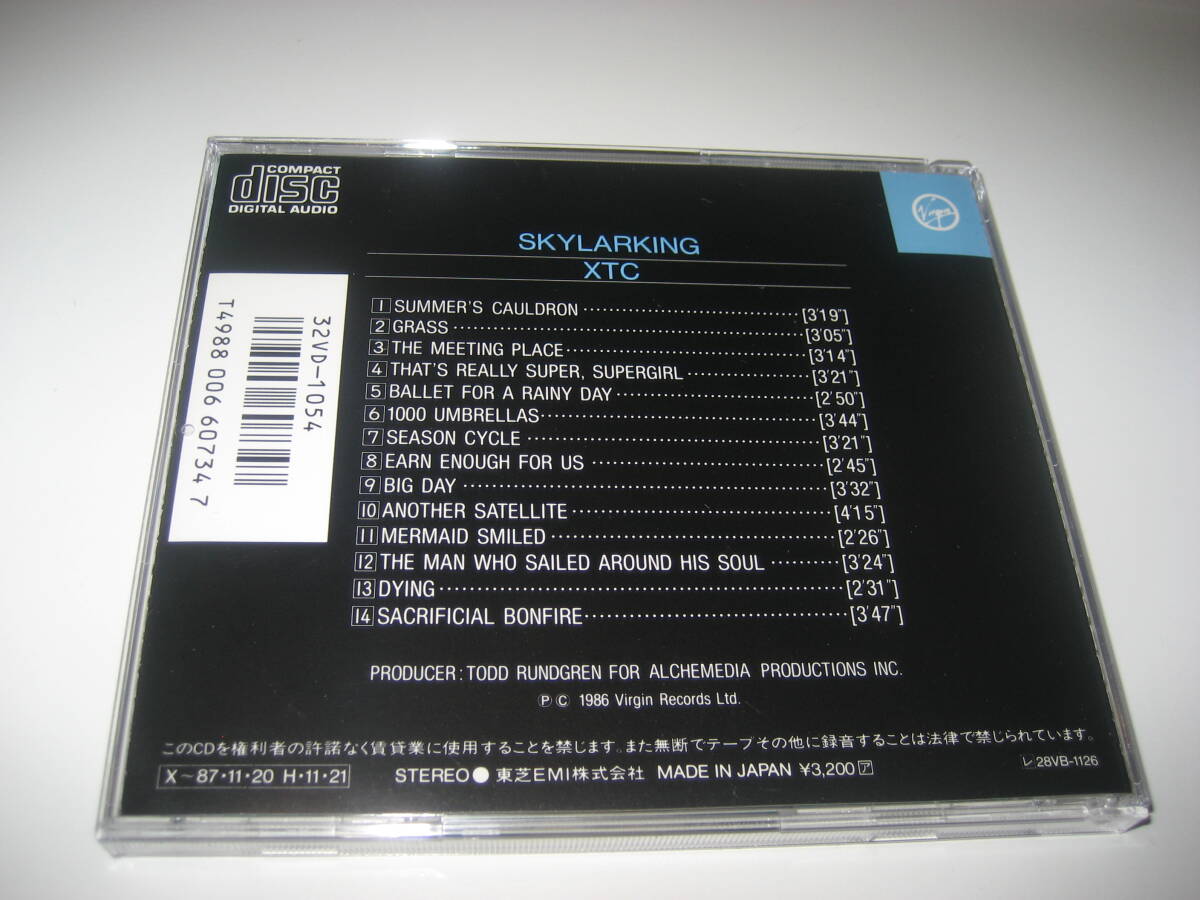 COMPACT
disc
DIGITAL AUDIO
Virgin
SKYLARKING
XTC
32VD-1054
T4988 006 60734 7
1 SUMMER'S CAULDRON [3'19"]
2 GRASS [3'05"]
3 THE MEETING PLACE [3'14"]
4 THAT'S REALLY SUPER, SUPERGIRL [3'21"]
5 BALLET FOR A RAINY DAY [2'50"]
6 1000 UMBRELLAS [3'44"]
7 SEASON CYCLE [3'21"]
8 EARN ENOUGH FOR US [2'45"]
9 BIG DAY [3'32"]
10 ANOTHER SATELLITE [4'15"]
11 MERMAID SMILED [2'26"]
12 THE MAN WHO SAILED AROUND HIS SOUL [3'24"]
13 DYING [2'31"]
14 SACRIFICIAL BONFIRE [3'47"]
PRODUCER: TODD RUNDGREN FOR ALCHEMEDIA PRODUCTIONS INC.
Ⓟ© 1986 Virgin Records Ltd.
このCDを権利者の許諾なく賃貸業に使用することを禁じます。また無断でテープその他に録音することは法律で禁じられています。
X～87・11・20 H・11・21 STEREO● 東芝EMI株式会社 MADE IN JAPAN ¥3,200 ア レ28VB-1126